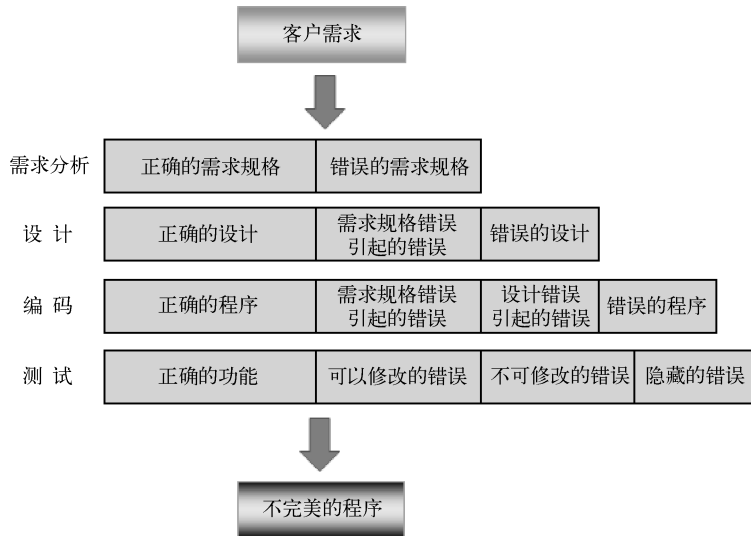 客户需求
需求分析 正确的需求规格 错误的需求规格
设 计 正确的设计 需求规格错误 引起的错误 错误的设计
编 码 正确的程序 需求规格错误 引起的错误 设计错误 引起的错误 错误的程序
测 试 正确的功能 可以修改的错误 不可修改的错误 隐藏的错误
不完美的程序